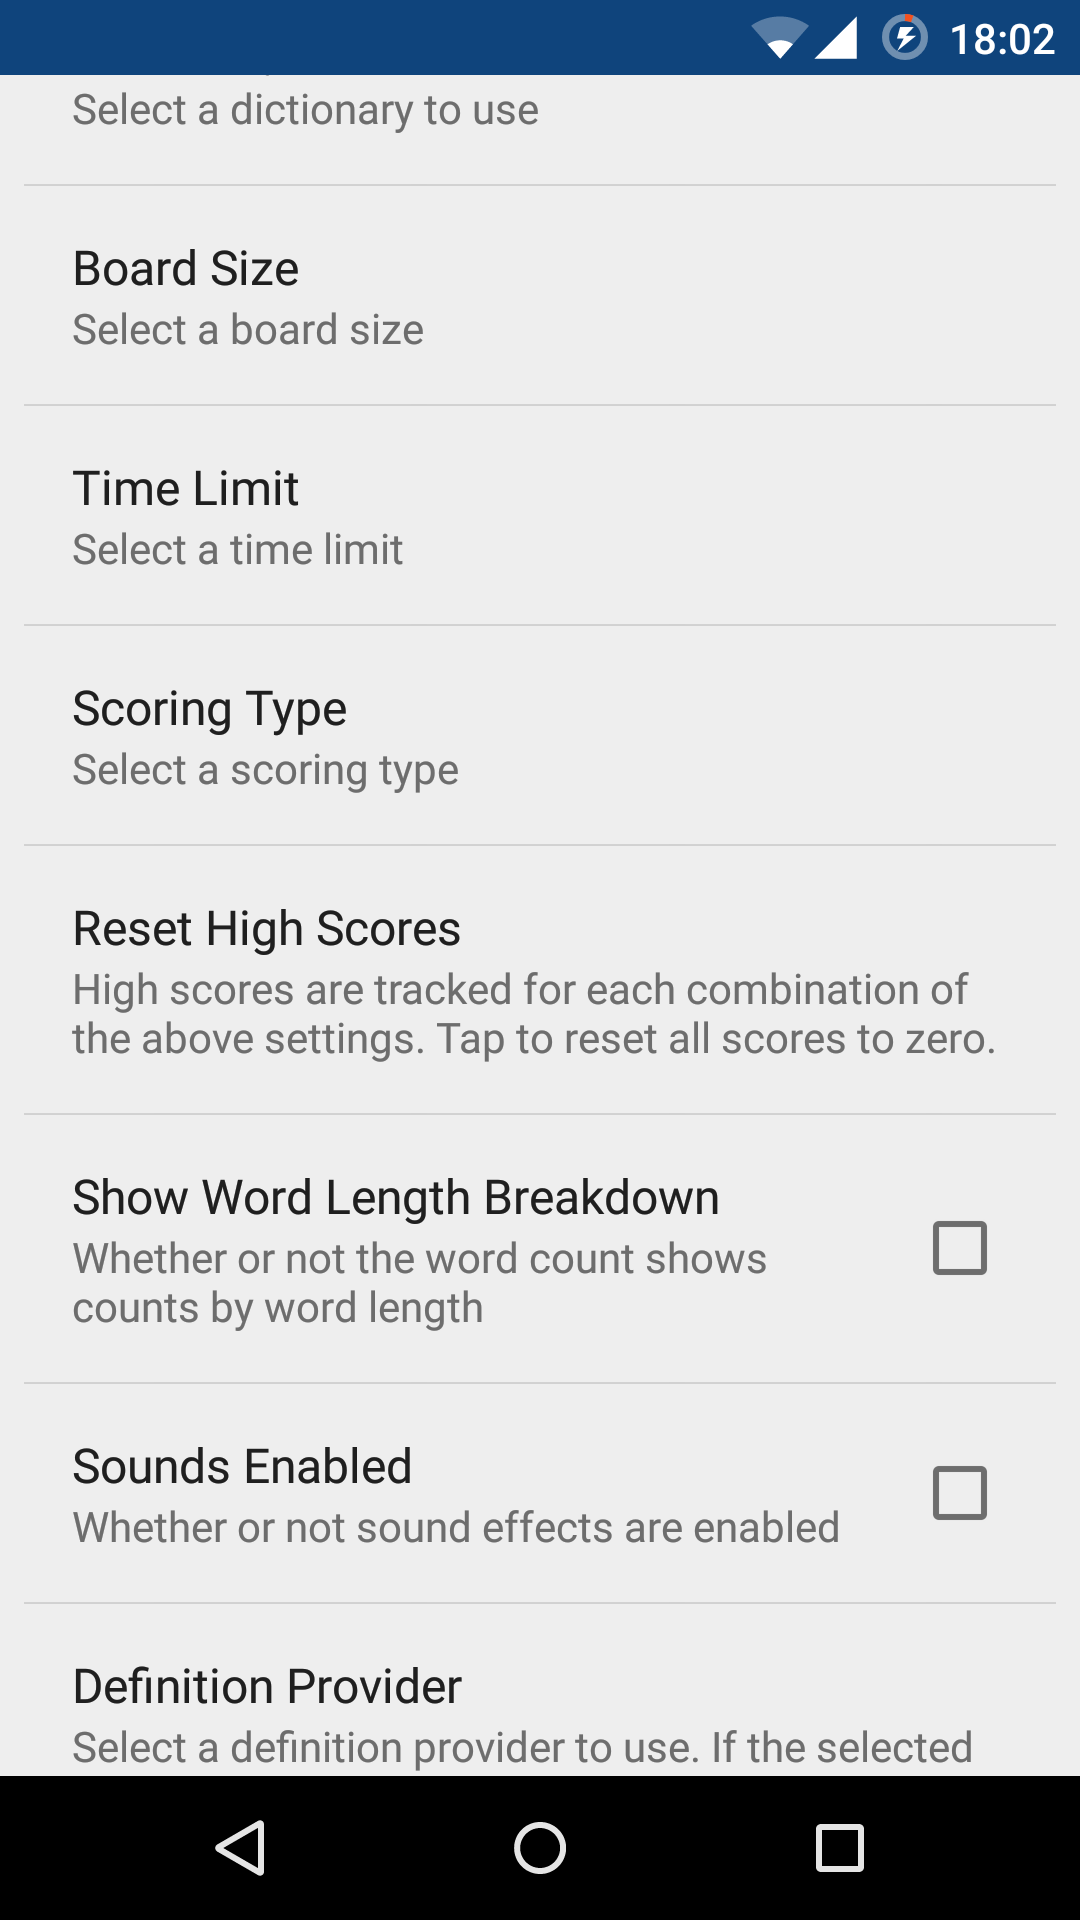 18:02
Select a dictionary to use
Board Size
Select a board size
Time Limit
Select a time limit
Scoring Type
Select a scoring type
Reset High Scores
High scores are tracked for each combination of
the above settings. Tap to reset all scores to zero.
Show Word Length Breakdown
Whether or not the word count shows
counts by word length
Sounds Enabled
Whether or not sound effects are enabled
Definition Provider
Select a definition provider to use. If the selected